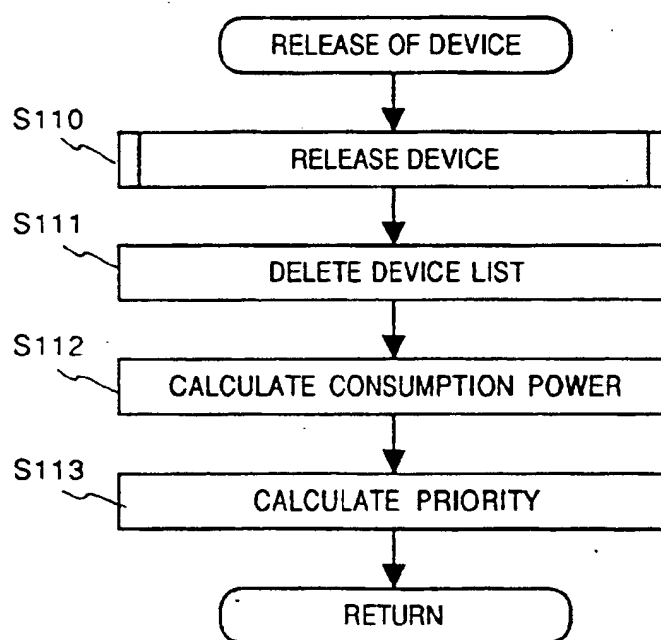 RELEASE OF DEVICE
S110
RELEASE DEVICE
S111
DELETE DEVICE LIST
S112
CALCULATE CONSUMPTION POWER
S113
CALCULATE PRIORITY
RETURN